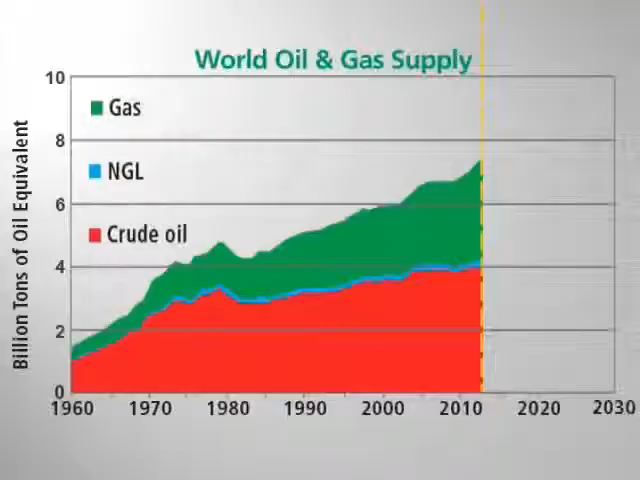 World Oil & Gas Supply
Billion Tons of Oil Equivalent
10
8
6
4
2
0
Gas
NGL
Crude oil
1960 1970 1980 1990 2000 2010 2020 2030